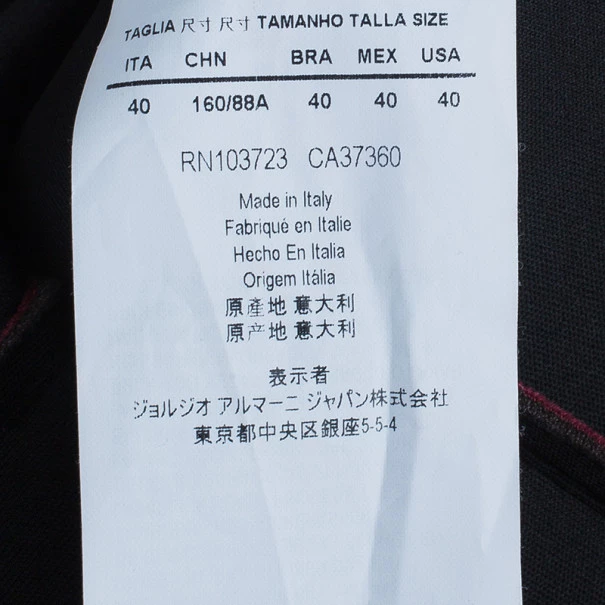 TAGLIA 尺寸 尺寸 TAMANHO TALLA SIZE
ITA CHN BRA MEX USA
40 160/88A 40 40 40
RN103723 CA37360
Made in Italy
Fabriqué en Italie
Hecho En Italia
Origem Itália
原產地 意大利
原产地 意大利
表示者
ジョルジオ アルマーニ ジャパン株式会社
東京都中央区銀座5-5-4